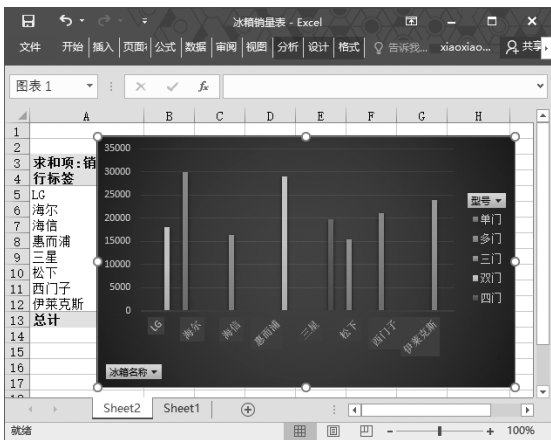 冰箱销量表 - Excel
文件 开始 插入 页面 公式 数据 审阅 视图 分析 设计 格式 告诉我... xiaoxiao... 共享
图表 1 fx
A B C D E F G H
1
2
3 求和项:销
4 行标签
5 LG
6 海尔
7 海信
8 惠而浦
9 三星
10 松下
11 西门子
12 伊莱克斯
13 总计
14
15
16
17
35000
30000
25000
20000
15000
10000
5000
0
LG 海尔 海信 惠而浦 三星 松下 西门子 伊莱克斯
型号
单门
多门
三门
双门
四门
冰箱名称
Sheet2 Sheet1
就绪 100%